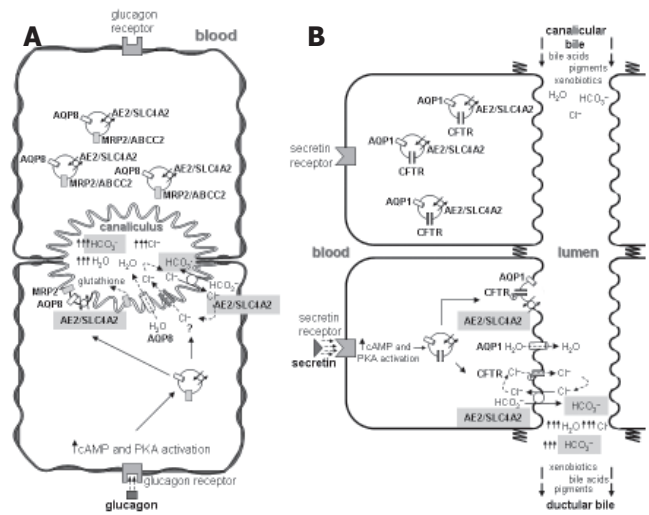 A
glucagon
receptor
blood
AQP8
AE2/SLC4A2
MRP2/ABCC2
AQP8
AE2/SLC4A2
MRP2/ABCC2
AQP8
AE2/SLC4A2
MRP2/ABCC2
canaliculus
↑↑↑HCO₃⁻
↑↑↑Cl⁻
↑↑↑H₂O
H₂O
HCO₃⁻
Cl⁻
Cl⁻
HCO₃⁻
Cl⁻
glutathione
MRP2
AQP8
AE2/SLC4A2
AE2/SLC4A2
Cl⁻
?
H₂O
AQP8
↑cAMP and PKA activation
glucagon receptor
glucagon
B
canalicular
bile
bile acids
pigments
xenobiotics
H₂O
HCO₃⁻
Cl⁻
AQP1
AE2/SLC4A2
CFTR
AQP1
AE2/SLC4A2
CFTR
AQP1
AE2/SLC4A2
CFTR
secretin
receptor
blood
lumen
AQP1
CFTR
AE2/SLC4A2
secretin
receptor
secretin
↑cAMP and
PKA activation
AQP1 H₂O
H₂O
CFTR
Cl⁻
Cl⁻
Cl⁻
Cl⁻
HCO₃⁻
HCO₃⁻
AE2/SLC4A2
↑↑↑H₂O ↑↑↑Cl⁻
↑↑↑ HCO₃⁻
xenobiotics
bile acids
pigments
ductular bile